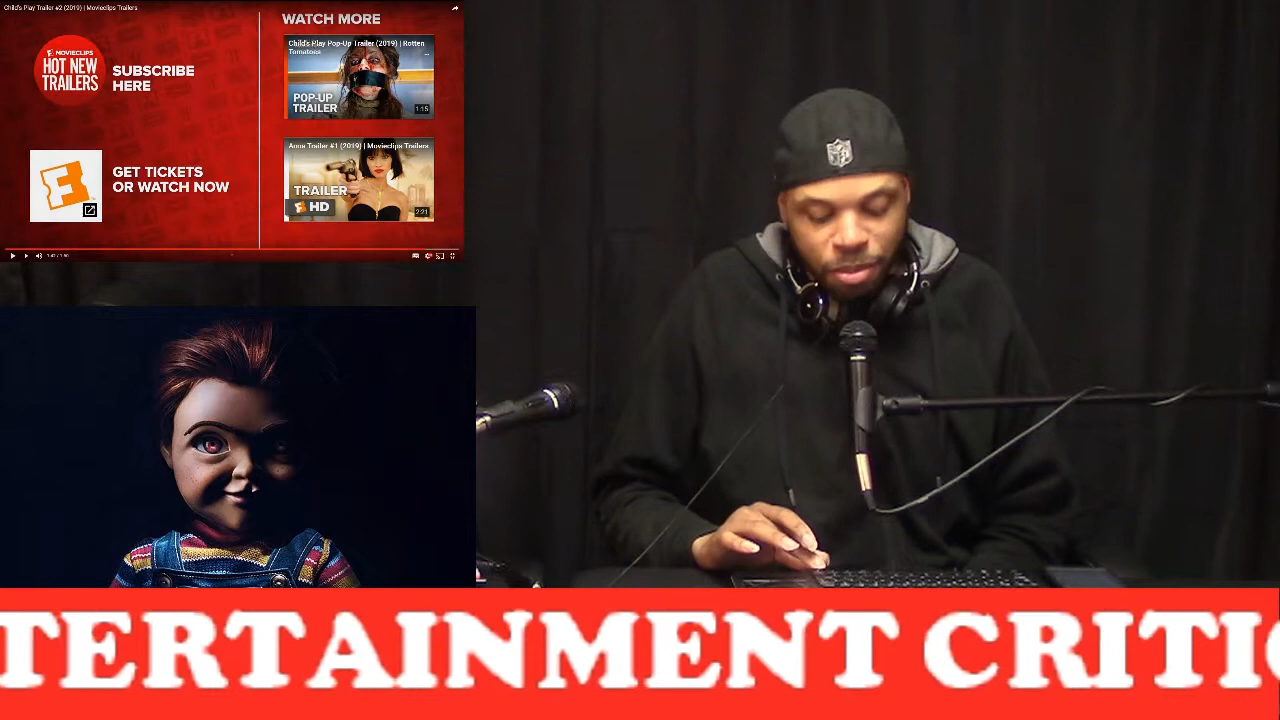 Child's Play Trailer #2 (2019) | Movieclips Trailers
WATCH MORE
MOVIECLIPS
HOT NEW
TRAILERS
SUBSCRIBE
HERE
Child's Play Pop-Up Trailer (2019) | Rotten
Tomatoes
POP-UP
TRAILER
1:15
GET TICKETS
OR WATCH NOW
Anna Trailer #1 (2019) | Movieclips Trailers
TRAILER
HD
2:21
NFL
TERTAINMENT CRITIC